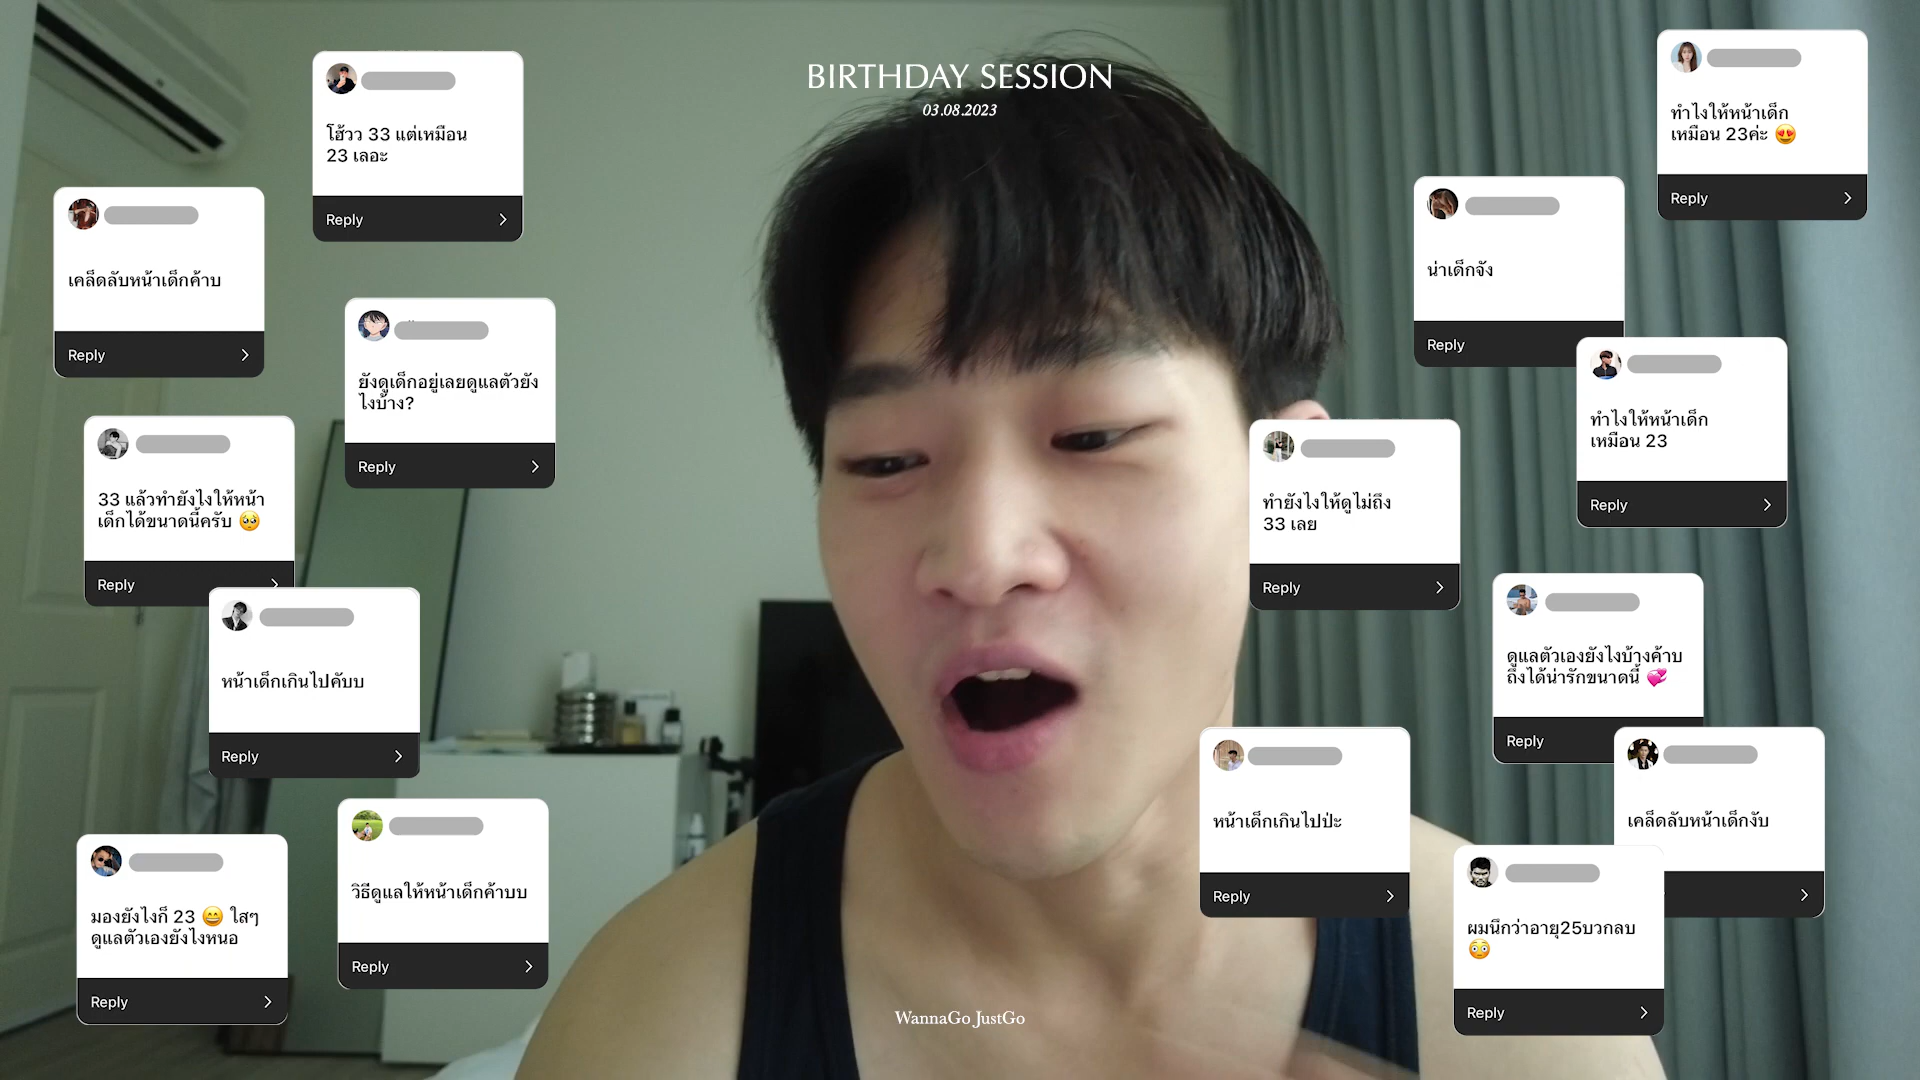 BIRTHDAY SESSION
03.08.2023
โฮ้วว 33 แต่เหมือน
23 เลอะ
Reply
เคล็ดลับหน้าเด็กค้าบ
Reply
ยังดูเด็กอยู่เลยดูแลตัวยัง
ไงบ้าง?
Reply
33 แล้วทำยังไงให้หน้า
เด็กได้ขนาดนี้ครับ 🥹
Reply
หน้าเด็กเกินไปคับบ
Reply
วิธีดูแลให้หน้าเด็กค้าบบ
Reply
มองยังไงก็ 23 😄 ใสๆ
ดูแลตัวเองยังไงหนอ
Reply
ทำไงให้หน้าเด็ก
เหมือน 23ค่ะ 😍
Reply
น่าเด็กจัง
Reply
ทำไงให้หน้าเด็ก
เหมือน 23
Reply
ทำยังไงให้ดูไม่ถึง
33 เลย
Reply
ดูแลตัวเองยังไงบ้างค้าบ
ถึงได้น่ารักขนาดนี้ 💞
Reply
หน้าเด็กเกินไปป่ะ
Reply
เคล็ดลับหน้าเด็กงับ
ผมนึกว่าอายุ25บวกลบ
😳
Reply
WannaGo JustGo